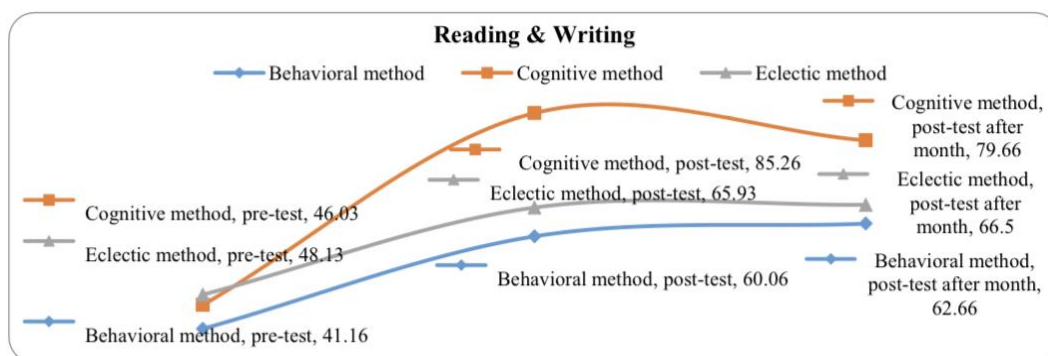 Reading & Writing
Behavioral method
Cognitive method
Eclectic method
Cognitive method,
post-test after
month, 79.66
Cognitive method, post-test, 85.26
Eclectic method, post-test, 65.93
Eclectic method,
post-test after
month,
66.5
Cognitive method, pre-test, 46.03
Eclectic method, pre-test, 48.13
Behavioral method, post-test, 60.06
Behavioral method,
post-test after month,
62.66
Behavioral method, pre-test, 41.16